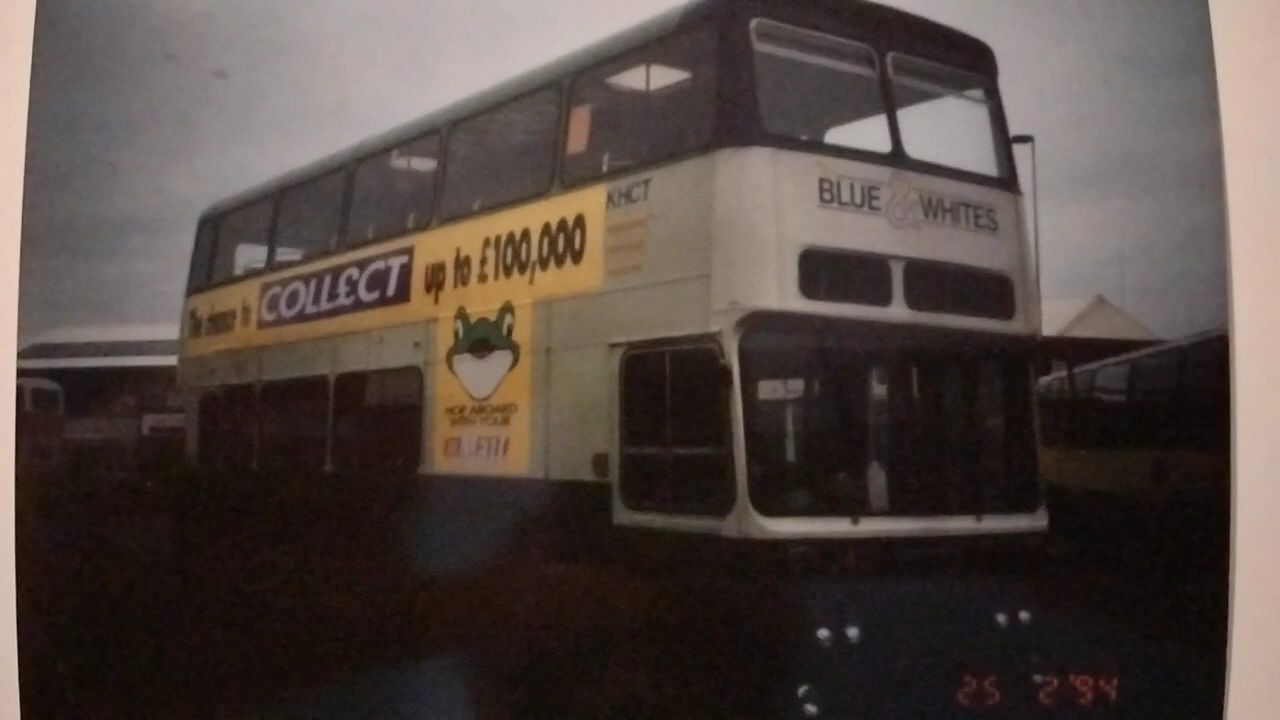 BLUE & WHITES
KHCT
The chance to COLL£CT up to £100,000
HOP ABOARD
WITH YOUR
25 2 '94